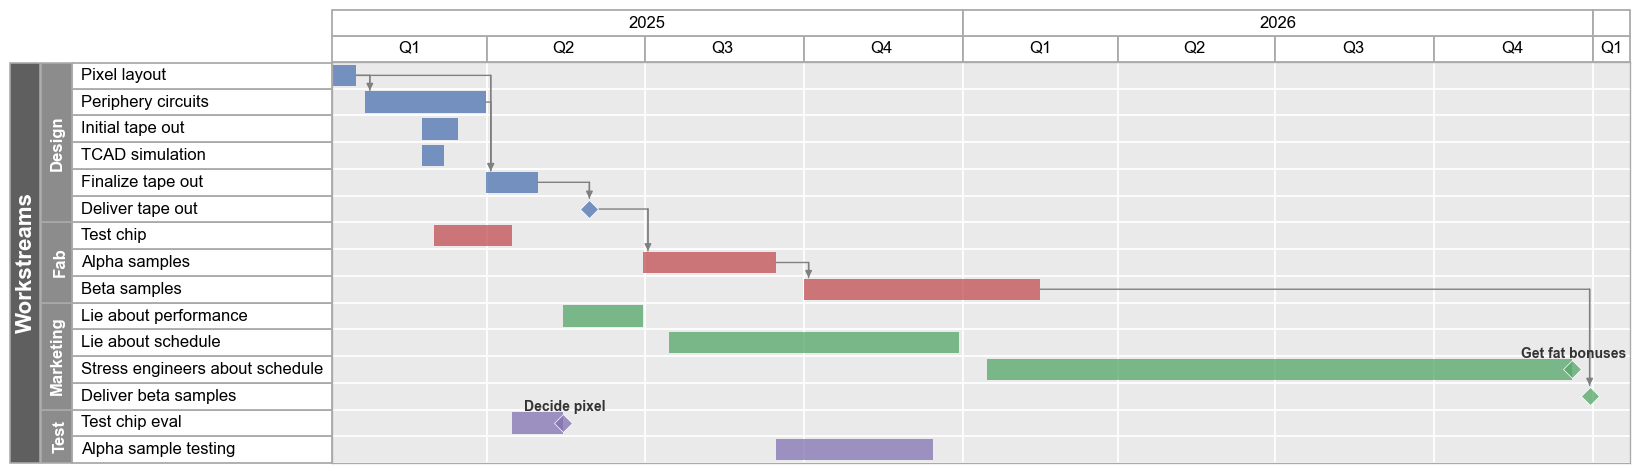 2025 2026
Q1 Q2 Q3 Q4 Q1 Q2 Q3 Q4 Q1
Workstreams
Design
Pixel layout
Periphery circuits
Initial tape out
TCAD simulation
Finalize tape out
Deliver tape out
Fab
Test chip
Alpha samples
Beta samples
Marketing
Lie about performance
Lie about schedule
Get fat bonuses
Stress engineers about schedule
Deliver beta samples
Test
Decide pixel
Test chip eval
Alpha sample testing